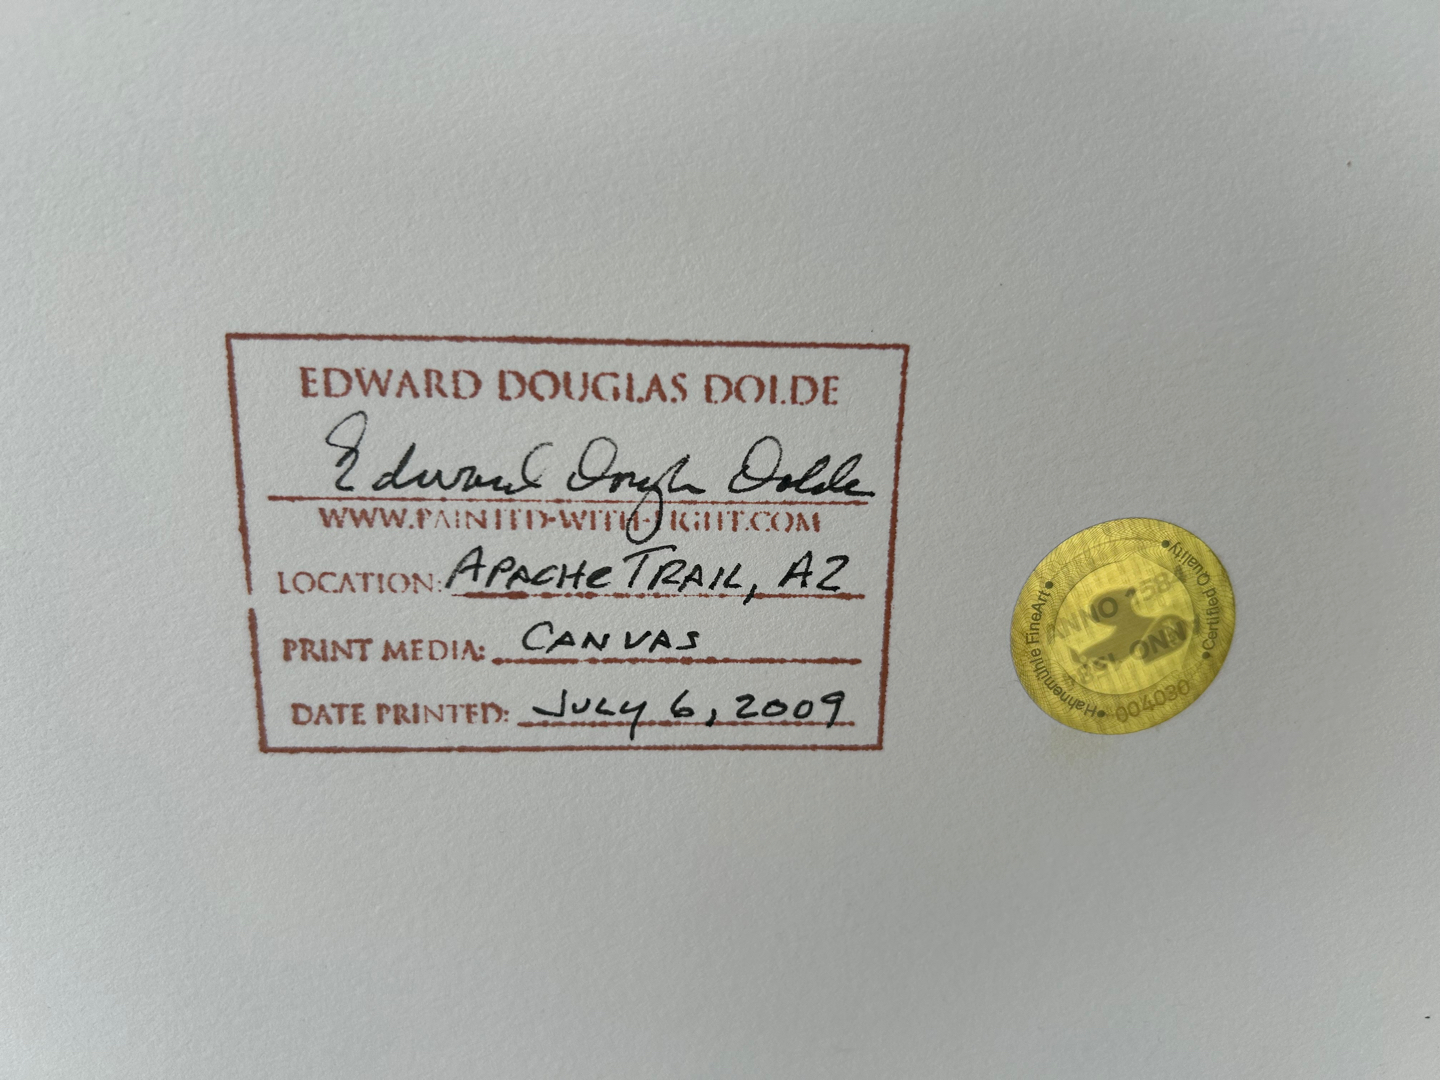 EDWARD DOUGLAS DOLDE
Edward Douglas Dolde
WWW.PAINTED-WITH-LIGHT.COM
LOCATION: APACHE TRAIL, AZ
PRINT MEDIA: CANVAS
DATE PRINTED: JULY 6, 2009
•Hahnemühle FineArt•
•Certified Quality•
ANNO 1584
004030